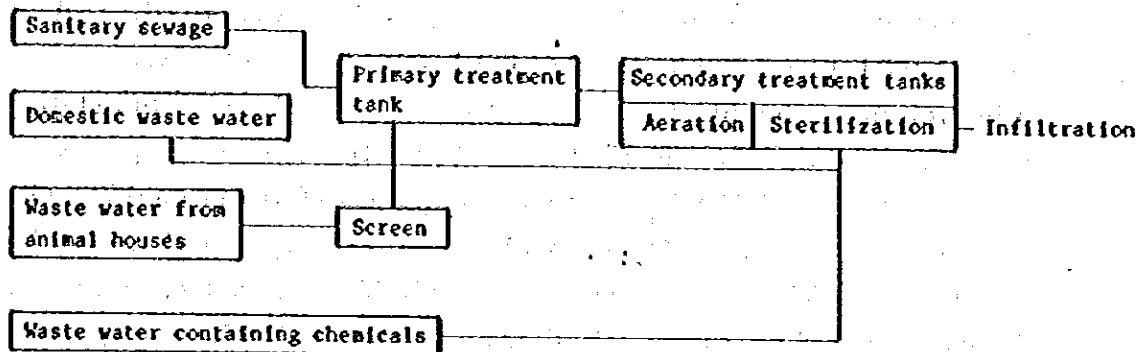 Sanitary sewage
Primary treatment
tank
Secondary treatment tanks
Aeration
Sterilization
Infiltration
Domestic waste water
Waste water from
animal houses
Screen
Waste water containing chemicals